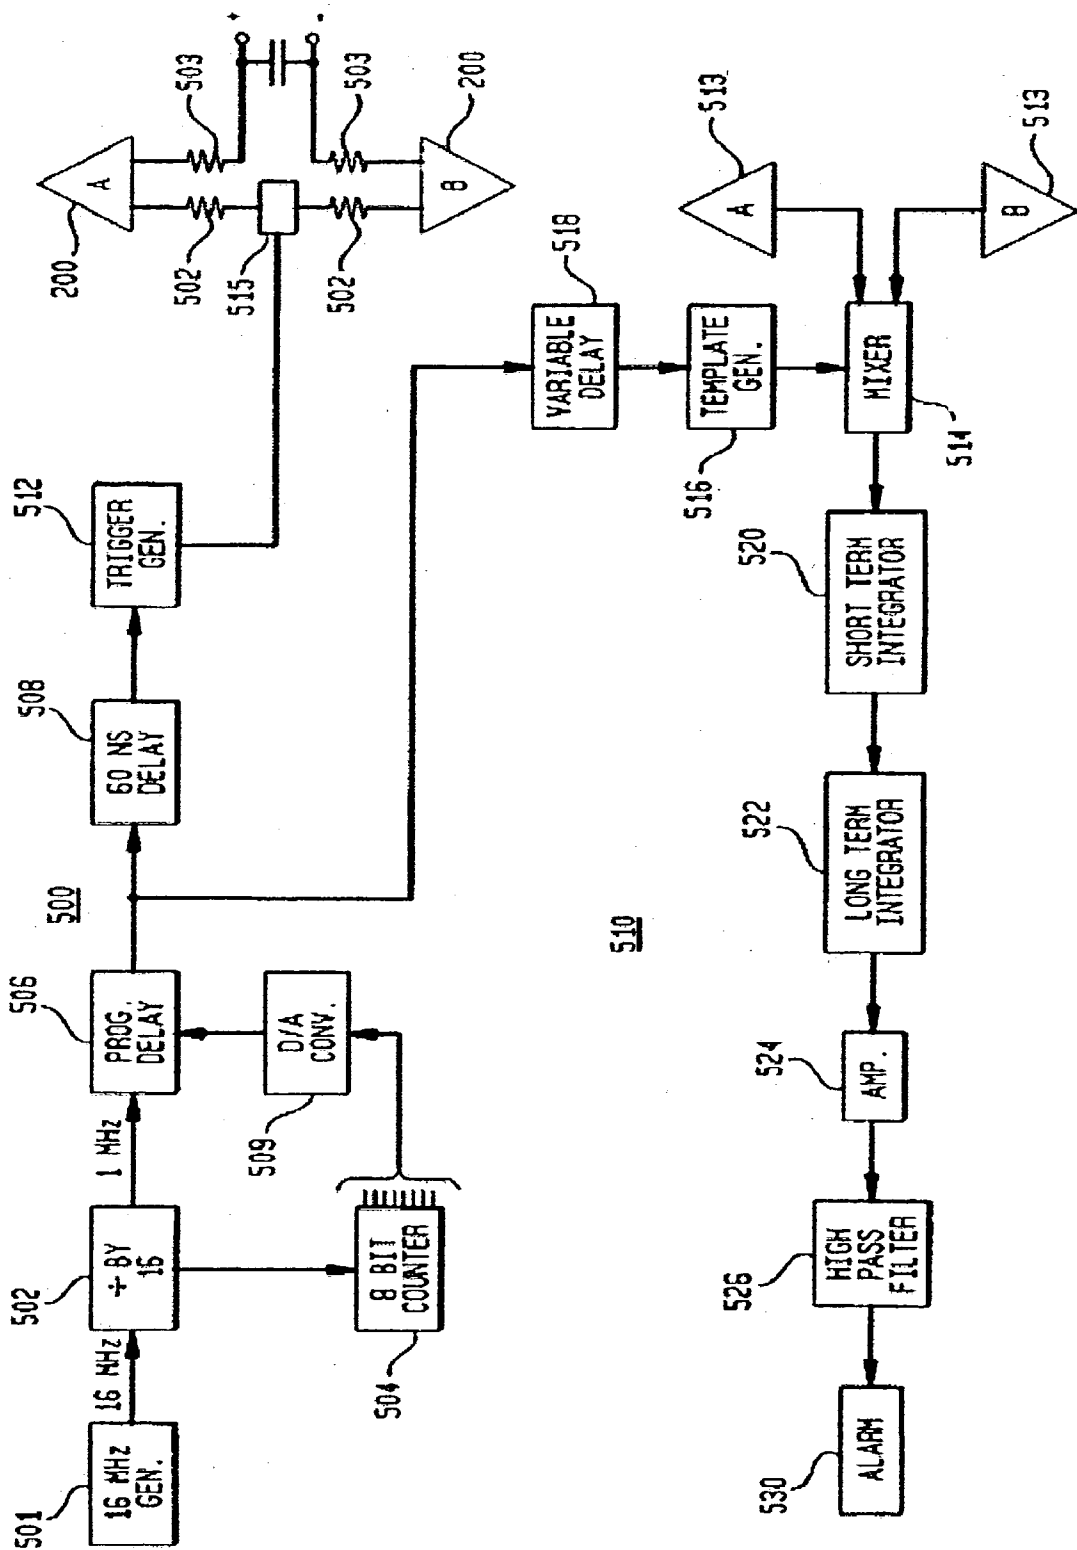 501
16 MHz
GEN.
16 MHz
502
÷ BY
16
1 MHz
506
PROG.
DELAY
504
8 BIT
COUNTER
509
D/A
CONV.
500
508
60 NS
DELAY
512
TRIGGER
GEN.
200
A
502
503
515
+
-
502
503
B
200
518
VARIABLE
DELAY
516
TEMPLATE
GEN.
510
530
ALARM
526
HIGH
PASS
FILTER
524
AMP.
522
LONG TERM
INTEGRATOR
520
SHORT TERM
INTEGRATOR
MIXER
514
A
513
B
513